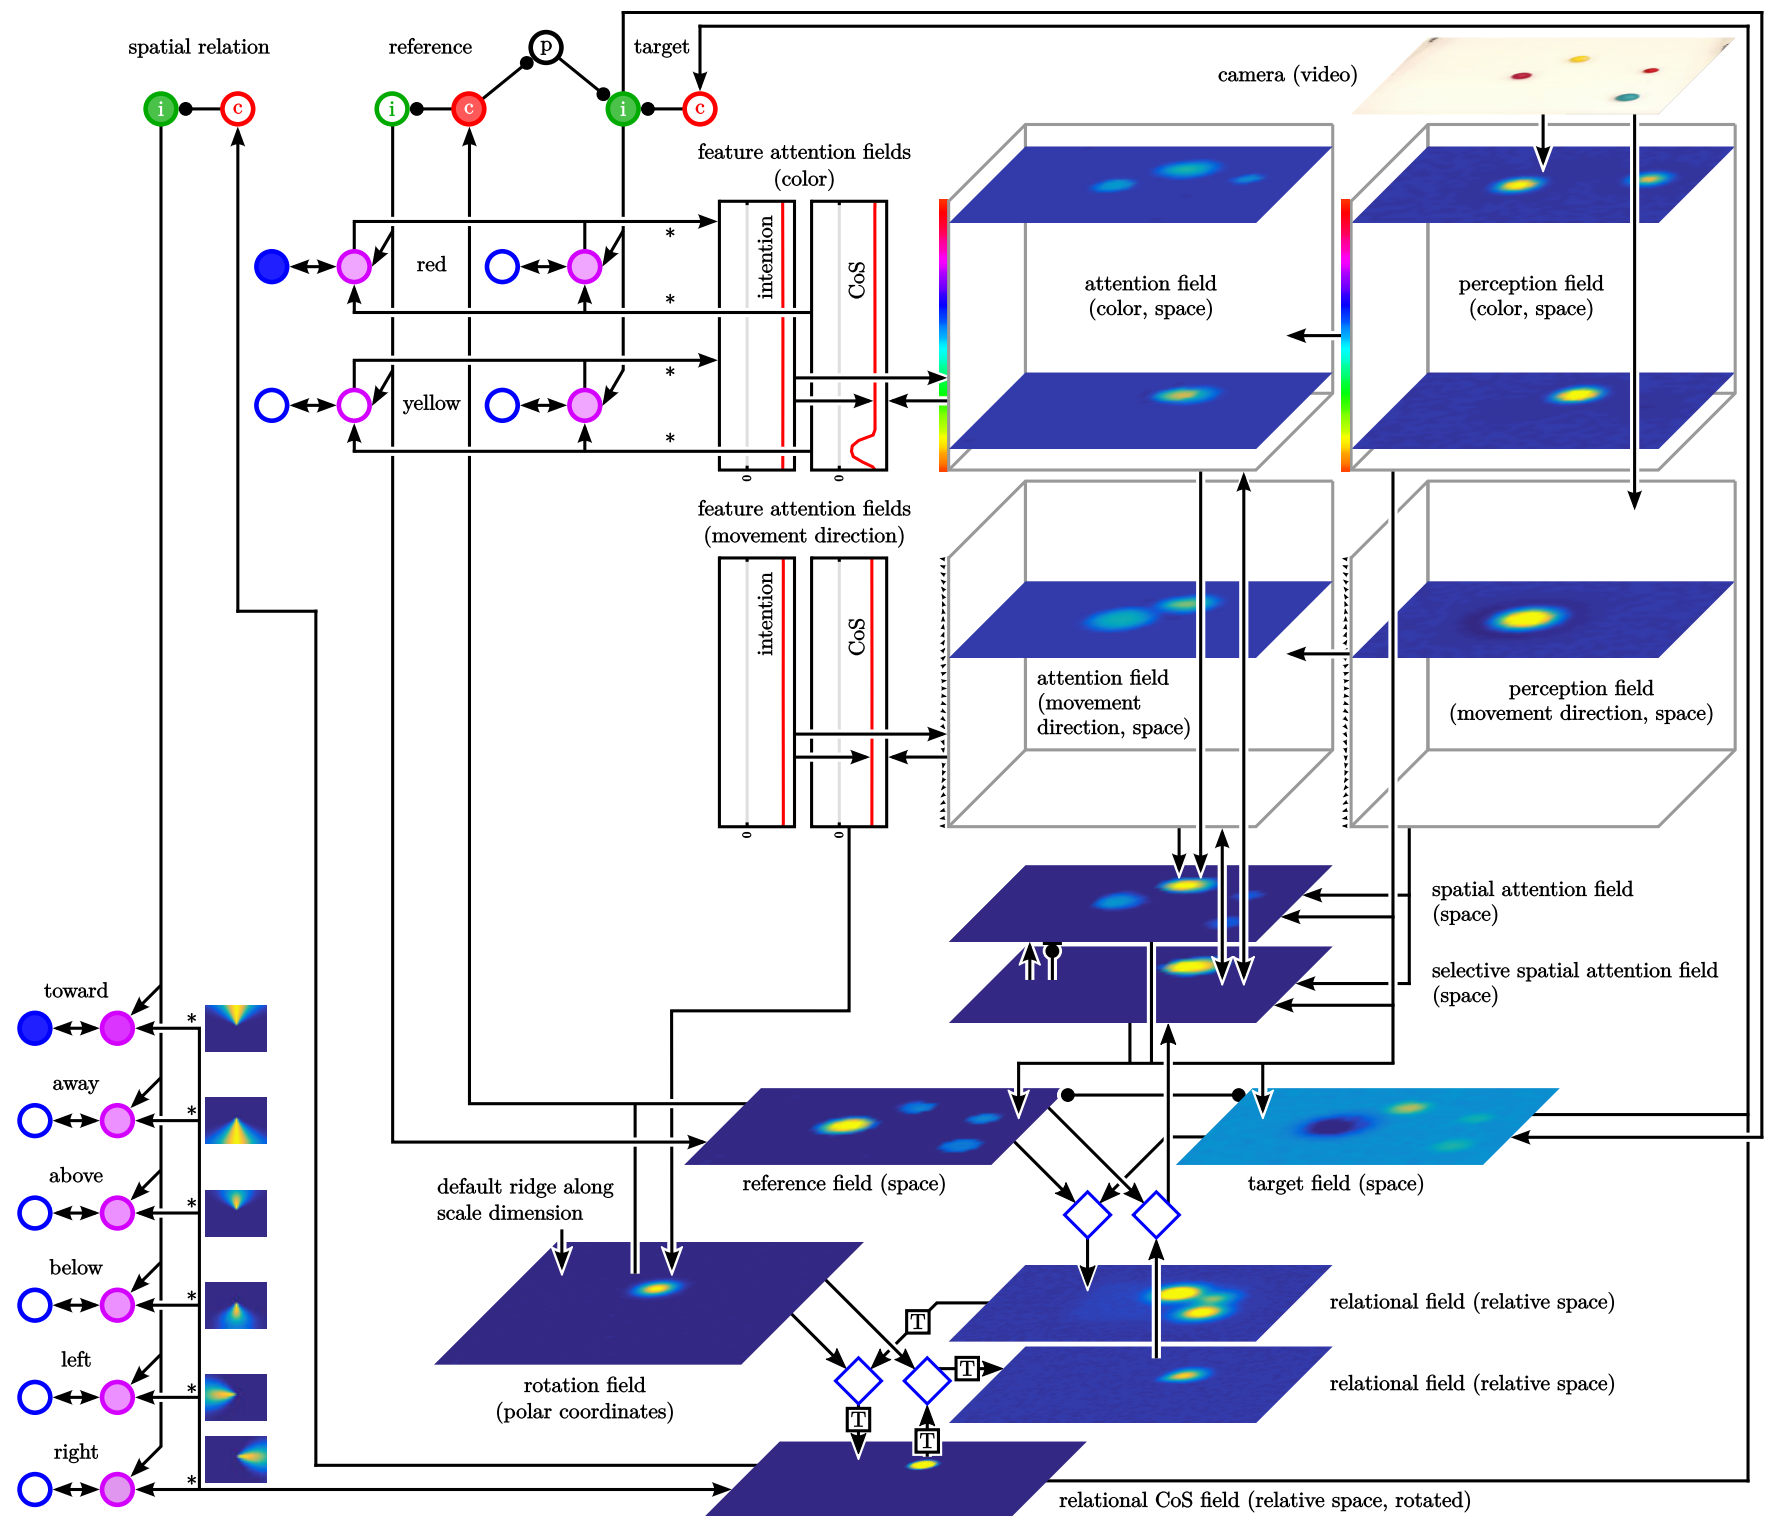 spatial relation
reference
p
target
camera (video)
i
c
i
c
i
c
feature attention fields
(color)
intention
CoS
*
red
*
attention field
(color, space)
perception field
(color, space)
*
yellow
*
0
0
feature attention fields
(movement direction)
intention
CoS
attention field
(movement
direction, space)
perception field
(movement direction, space)
0
0
spatial attention field
(space)
selective spatial attention field
(space)
toward
*
away
*
above
*
below
*
left
*
right
*
reference field (space)
target field (space)
default ridge along
scale dimension
T
relational field (relative space)
T
relational field (relative space)
rotation field
(polar coordinates)
T
T
relational CoS field (relative space, rotated)